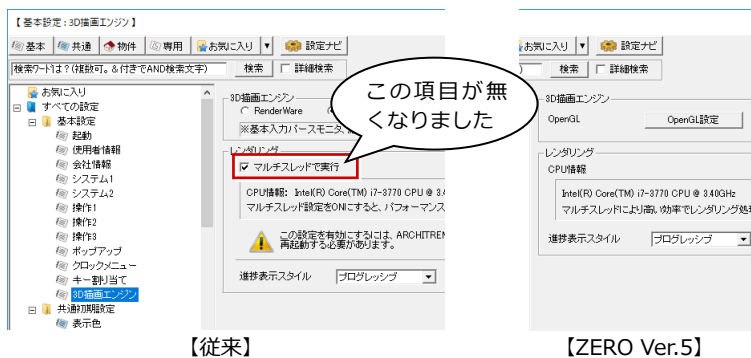 【 基本設定 : 3D描画エンジン 】
基本 共通 物件 専用 お気に入り ▼ 設定ナビ
検索ワードは？(複数可。＆付きでAND検索文字) 検索 詳細検索
お気に入り
すべての設定
基本設定
起動
使用者情報
会社情報
システム1
システム2
操作1
操作2
操作3
ポップアップ
クロックメニュー
キー割り当て
3D描画エンジン
共通初期設定
表示色
3D描画エンジン
RenderWare
※基本入力パースモニタ、
レンダリング
マルチスレッドで実行
CPU情報: Intel(R) Core(TM) i7-3770 CPU @ 3.4
マルチスレッド設定をONにすると、パフォーマンス
この設定を有効にするには、ARCHITREN
再起動する必要があります。
進捗表示スタイル プログレッシブ
この項目が無
くなりました
お気に入り ▼ 設定ナビ
検索 詳細検索
3D描画エンジン
OpenGL OpenGL設定
レンダリング
CPU情報
Intel(R) Core(TM) i7-3770 CPU @ 3.40GHz
マルチスレッドにより高い効率でレンダリング処理
進捗表示スタイル プログレッシブ
【従来】
【ZERO Ver.5】